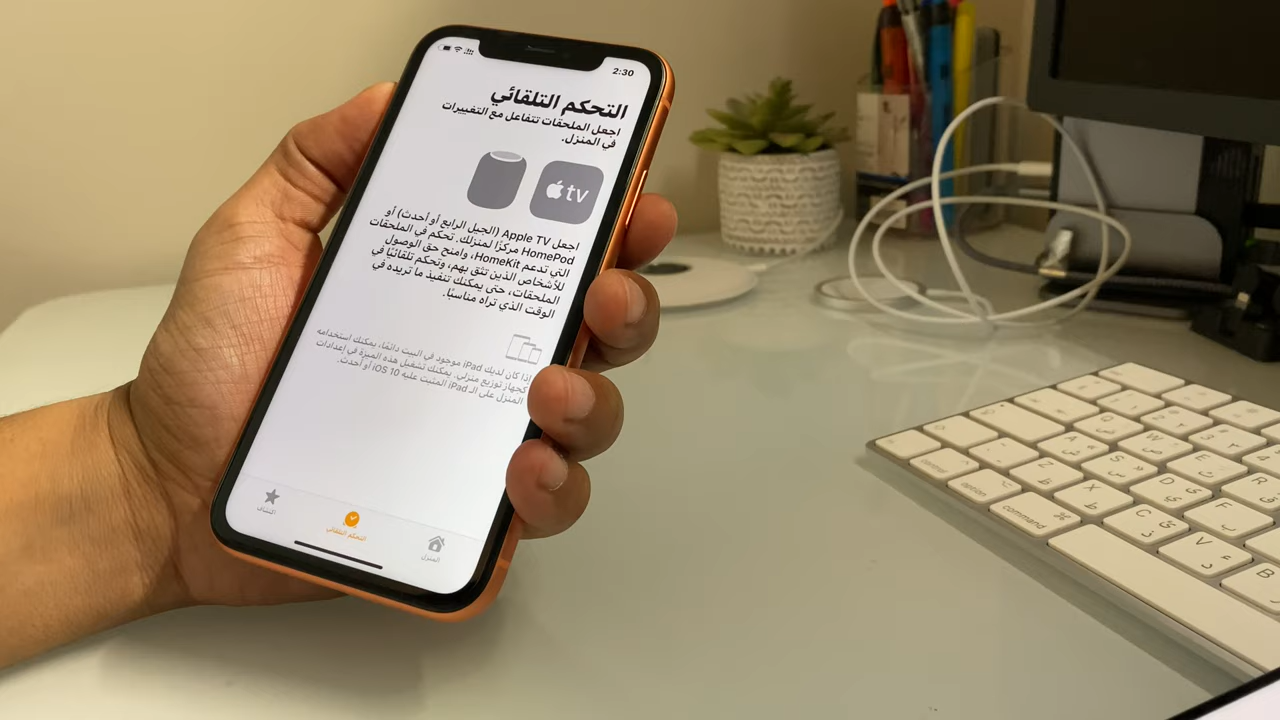 2:30
التحكم التلقائي
اجعل الملحقات تتفاعل مع التغييرات
في المنزل.
tv
اجعل Apple TV (الجيل الرابع أو أحدث) أو
HomePod مركزًا لمنزلك. تحكم في الملحقات
التي تدعم HomeKit، وامنح حق الوصول
للأشخاص الذين تثق بهم، وتحكم تلقائيًا في
الملحقات، حتى يمكنك تنفيذ ما تريده في
الوقت الذي تراه مناسبًا.
إذا كان لديك iPad موجود في البيت دائمًا، يمكنك استخدامه
كجهاز توزيع منزلي. يمكنك تشغيل هذه الميزة في إعدادات
المنزل على الـ iPad المثبت عليه iOS 10 أو أحدث.
المنزل
التحكم التلقائي
اكتشاف
control
option
command
A
W
E
R
S
D
F
Z
X
C
V
B